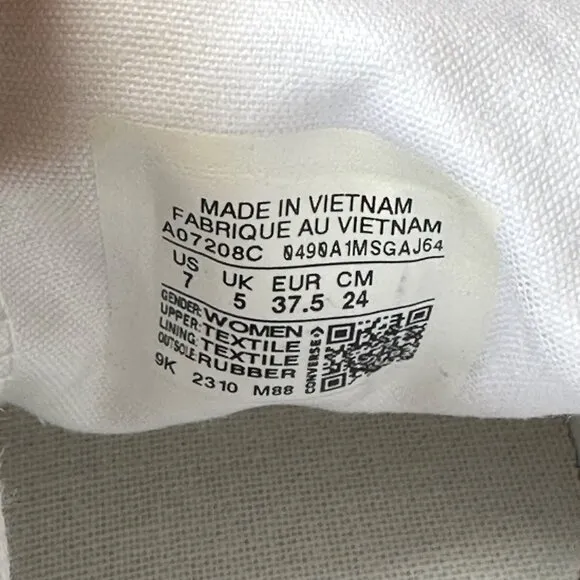 MADE IN VIETNAM
FABRIQUE AU VIETNAM
A07208C 0490A1MSGAJ64
US UK EUR CM
7 5 37.5 24
GENDER: WOMEN
UPPER: TEXTILE
LINING: TEXTILE
OUTSOLE: RUBBER
9K 2310 M88
CONVERSE